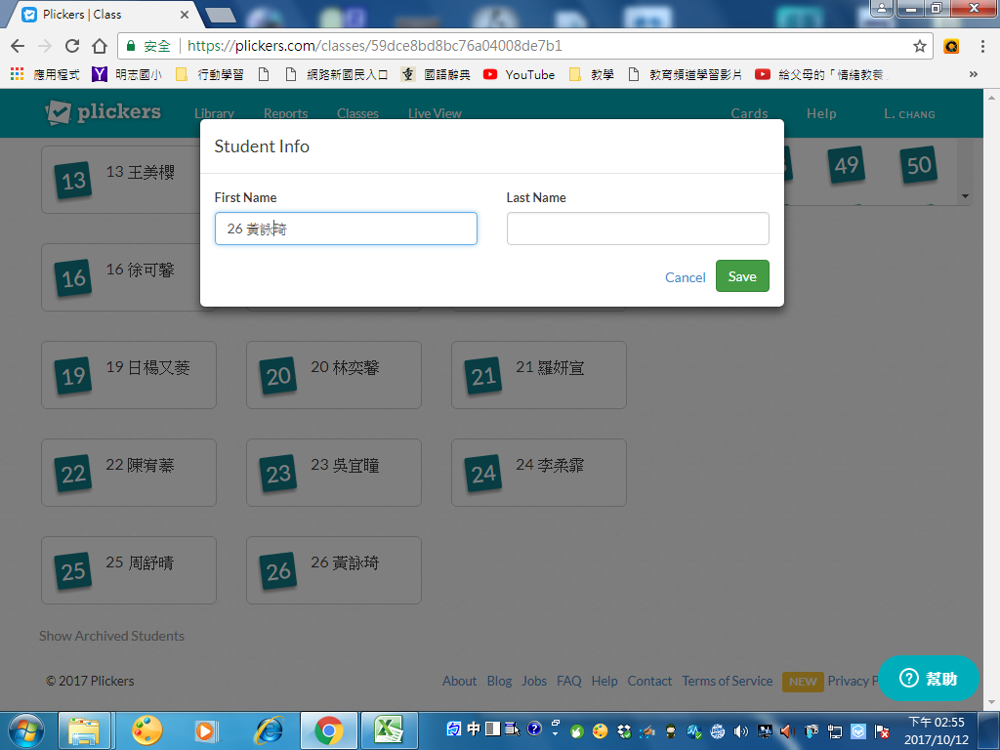 Plickers | Class
安全 https://plickers.com/classes/59dce8bd8bc76a04008de7b1
應用程式 明志國小 行動學習 網路新國民入口 國語辭典 YouTube 教學 教育頻道學習影片 給父母的「情緒教養
plickers Library Reports Classes Live View Cards Help L. CHANG
Student Info
First Name Last Name
26 黃詠琦
Cancel Save
13 13 王美櫻 49 50
16 16 徐可馨
19 19 日楊又菱 20 20 林奕馨 21 21 羅妍宣
22 22 陳宥蓁 23 23 吳宜瞳 24 24 李柔霏
25 25 周舒晴 26 26 黃詠琦
Show Archived Students
© 2017 Plickers About Blog Jobs FAQ Help Contact Terms of Service NEW Privacy P
幫助
中
下午 02:55
2017/10/12